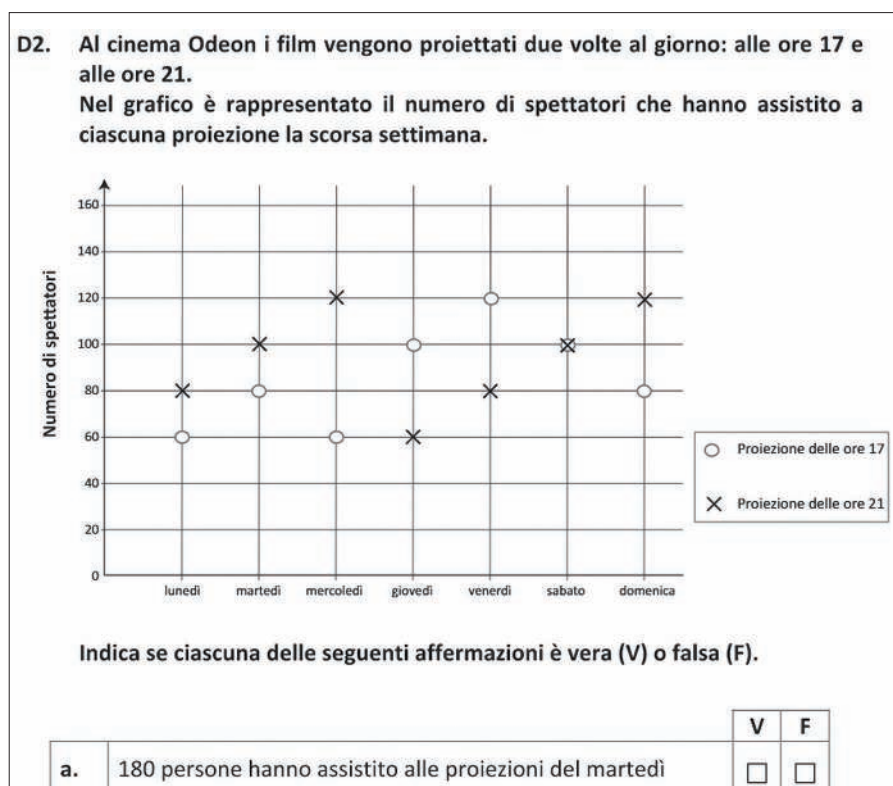 D2. Al cinema Odeon i film vengono proiettati due volte al giorno: alle ore 17 e
alle ore 21.
Nel grafico è rappresentato il numero di spettatori che hanno assistito a
ciascuna proiezione la scorsa settimana.
Numero di spettatori
160
140
120
100
80
60
40
20
0
lunedì martedì mercoledì giovedì venerdì sabato domenica
Proiezione delle ore 17
Proiezione delle ore 21
Indica se ciascuna delle seguenti affermazioni è vera (V) o falsa (F).
V F
a. 180 persone hanno assistito alle proiezioni del martedì